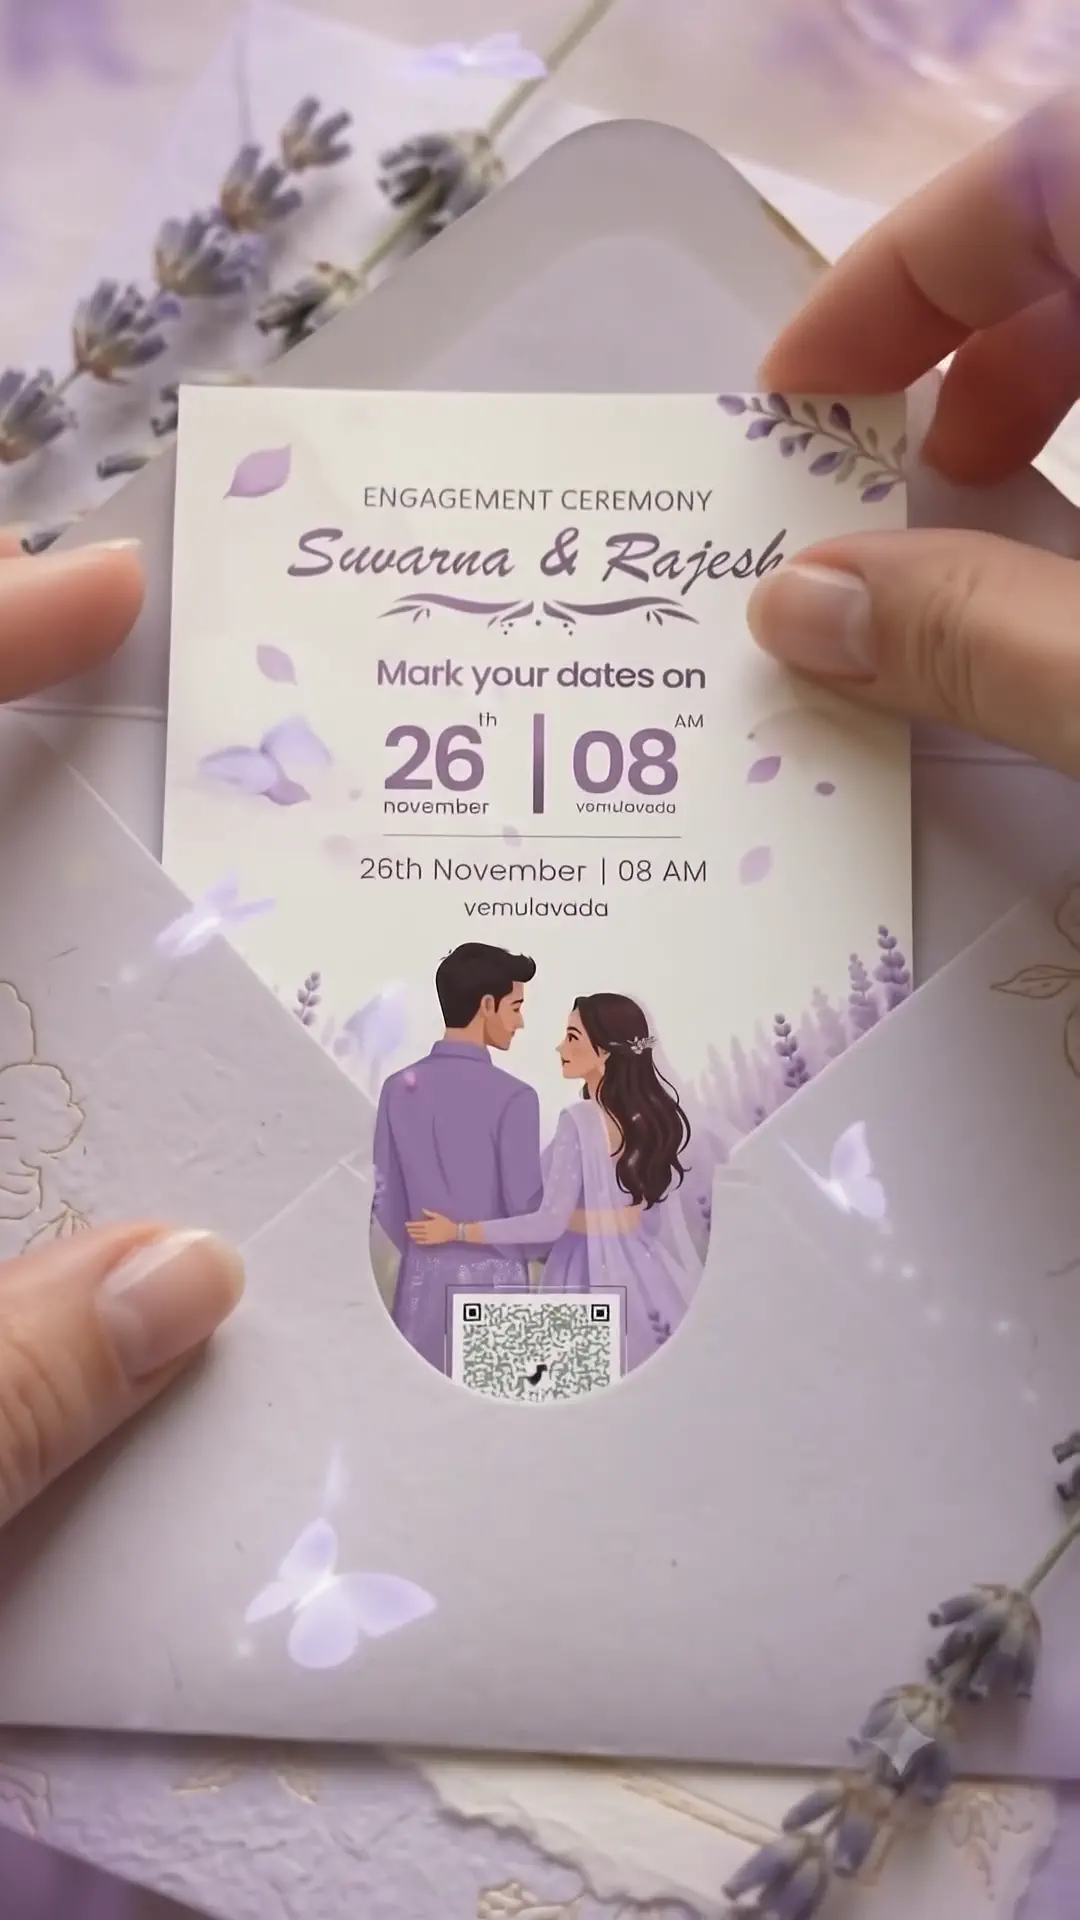 ENGAGEMENT CEREMONY
Suvarna & Rajesh
Mark your dates on
26th | 08 AM
november vemulavada
26th November | 08 AM
vemulavada